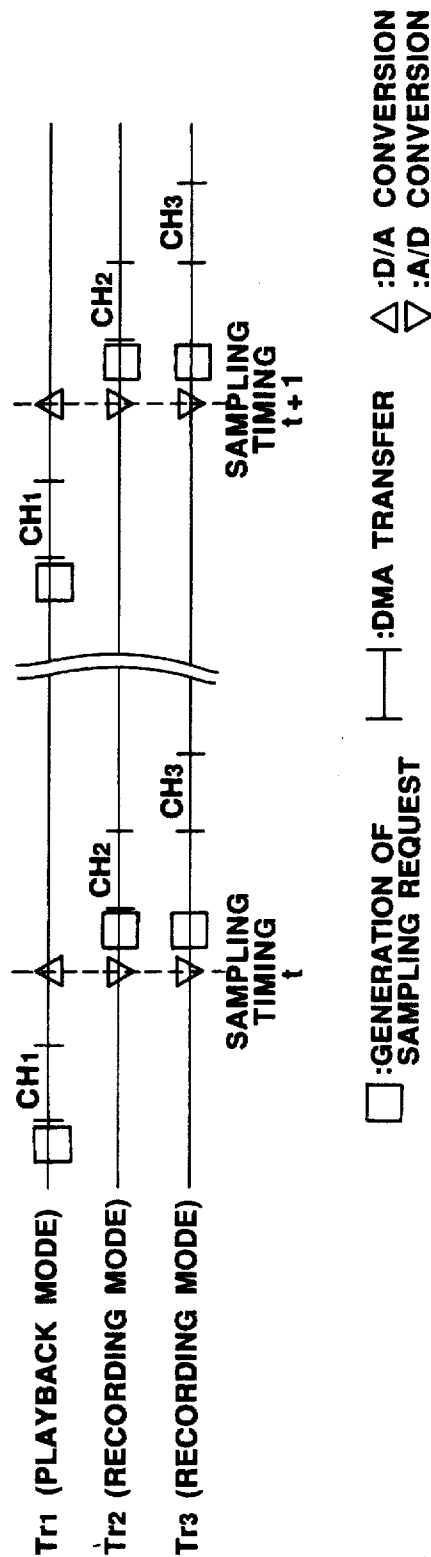 Tr1 (PLAYBACK MODE)
CH1
CH1
Tr2 (RECORDING MODE)
CH2
CH2
Tr3 (RECORDING MODE)
CH3
CH3
SAMPLING
TIMING
t
SAMPLING
TIMING
t + 1
:GENERATION OF
SAMPLING REQUEST
:DMA TRANSFER
:D/A CONVERSION
:A/D CONVERSION